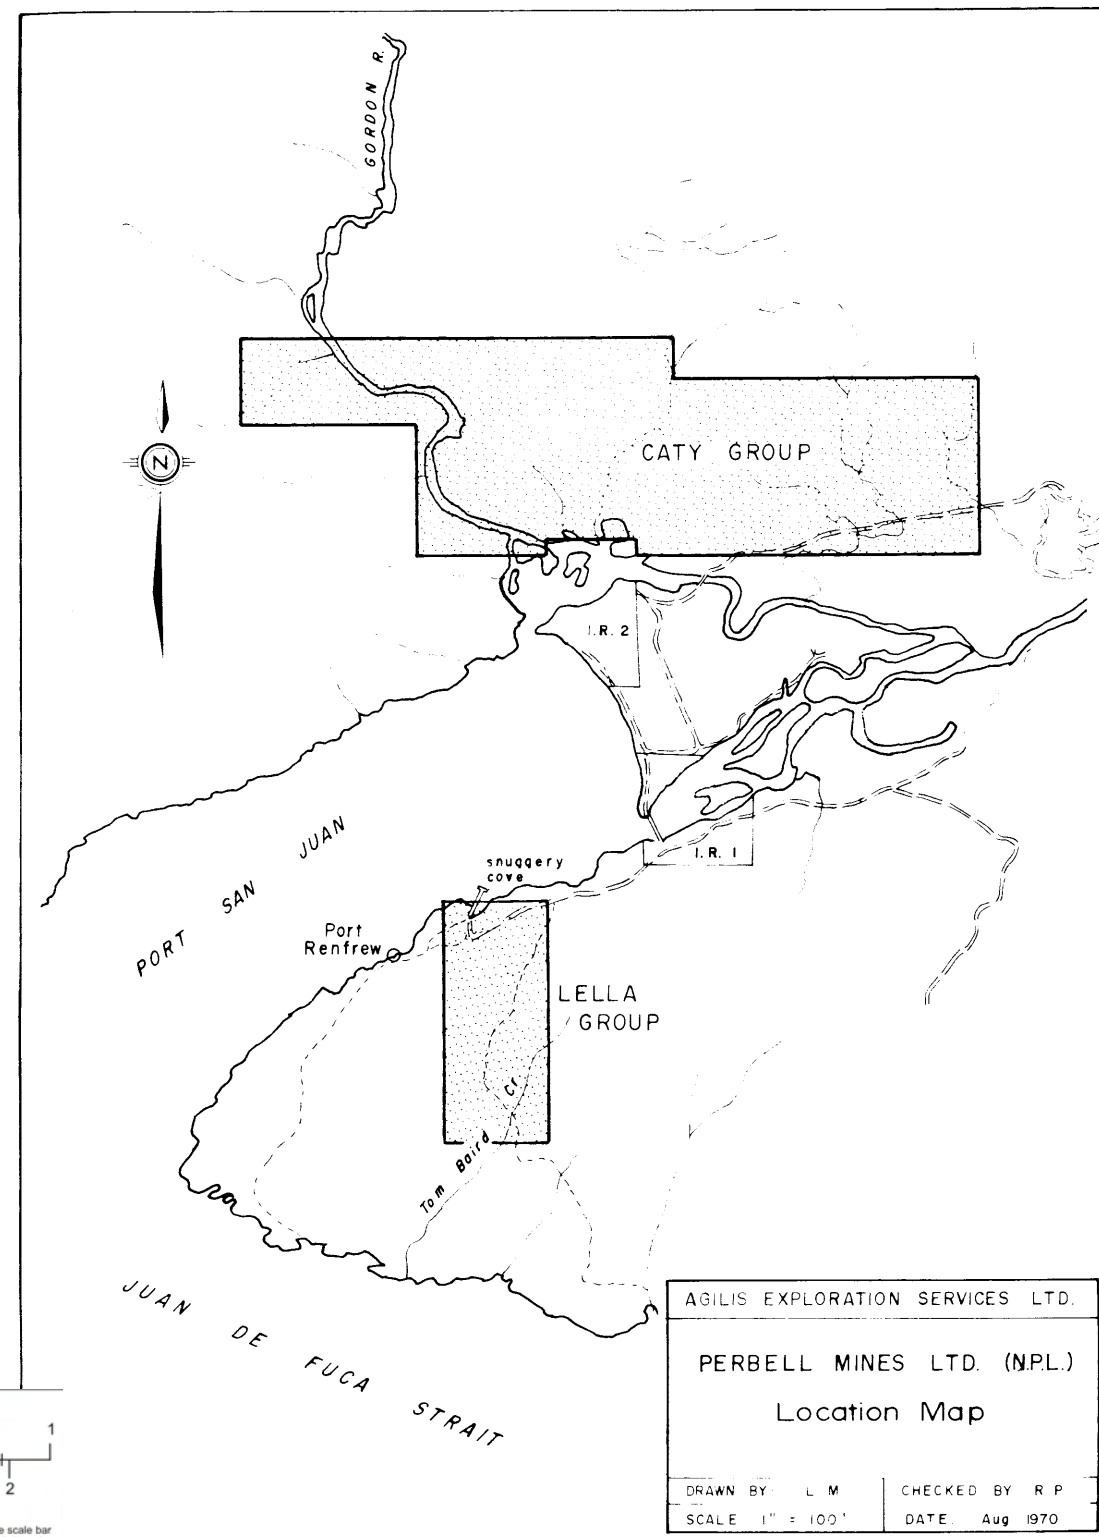 GORDON R.
CATY GROUP
N
I.R. 2
PORT SAN JUAN
snuggery
cove
I.R. 1
Port
Renfrew
LELLA
GROUP
Tom Baird Cr.
JUAN DE FUCA STRAIT
AGILIS EXPLORATION SERVICES LTD.
PERBELL MINES LTD. (N.P.L.)
Location Map
DRAWN BY: L M
CHECKED BY R P
SCALE 1" = 100'
DATE. Aug 1970
1
2
e scale bar